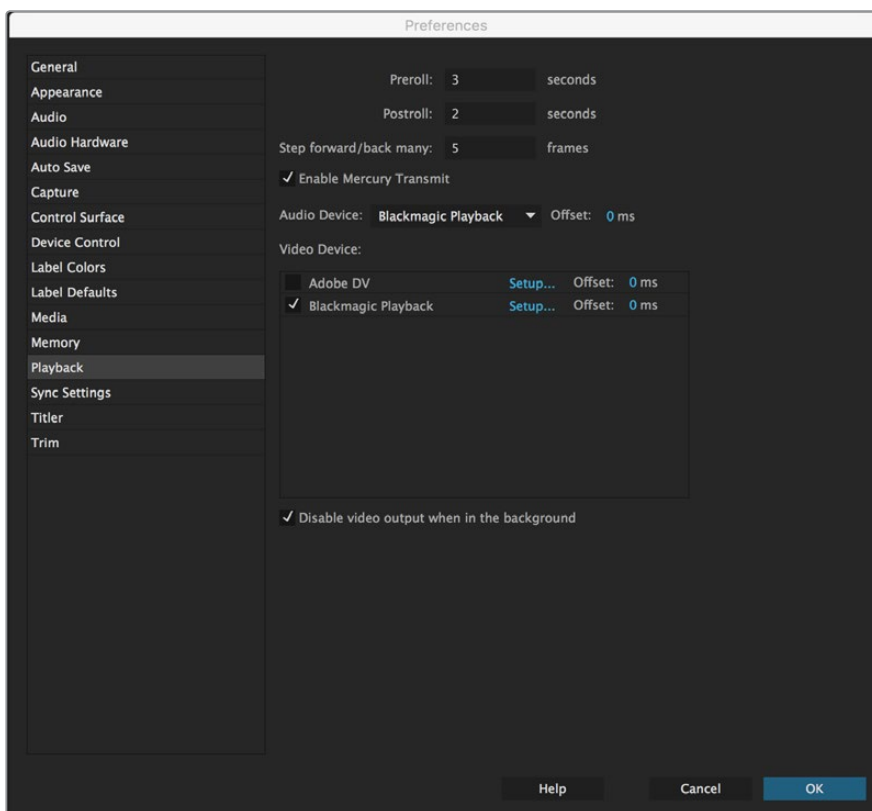 Preferences
General
Appearance
Audio
Audio Hardware
Auto Save
Capture
Control Surface
Device Control
Label Colors
Label Defaults
Media
Memory
Playback
Sync Settings
Titler
Trim
Preroll: 3 seconds
Postroll: 2 seconds
Step forward/back many: 5 frames
Enable Mercury Transmit
Audio Device: Blackmagic Playback Offset: 0 ms
Video Device:
Adobe DV Setup... Offset: 0 ms
Blackmagic Playback Setup... Offset: 0 ms
Disable video output when in the background
Help Cancel OK